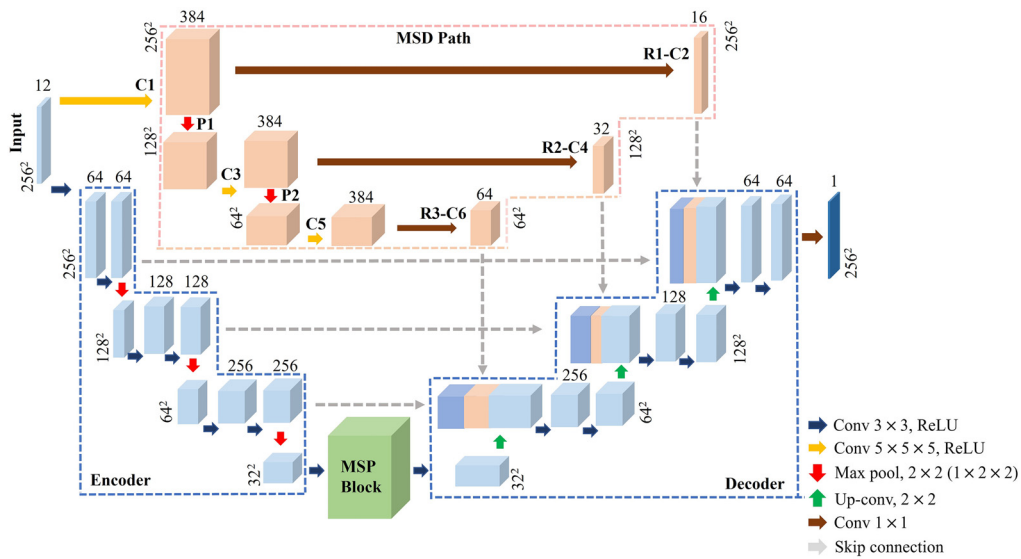 384
16
256²
MSD Path
256²
R1-C2
12
C1
Input
P1
384
32
128²
128²
R2-C4
C3
256²
P2
384
64
64 64
64²
C5
R3-C6
64²
64 64
1
256²
256²
128 128
128
128²
128²
256 256
256
64²
64²
MSP
Block
32²
32²
Encoder
Decoder
Conv 3 × 3, ReLU
Conv 5 × 5 × 5, ReLU
Max pool, 2 × 2 (1 × 2 × 2)
Up-conv, 2 × 2
Conv 1 × 1
Skip connection